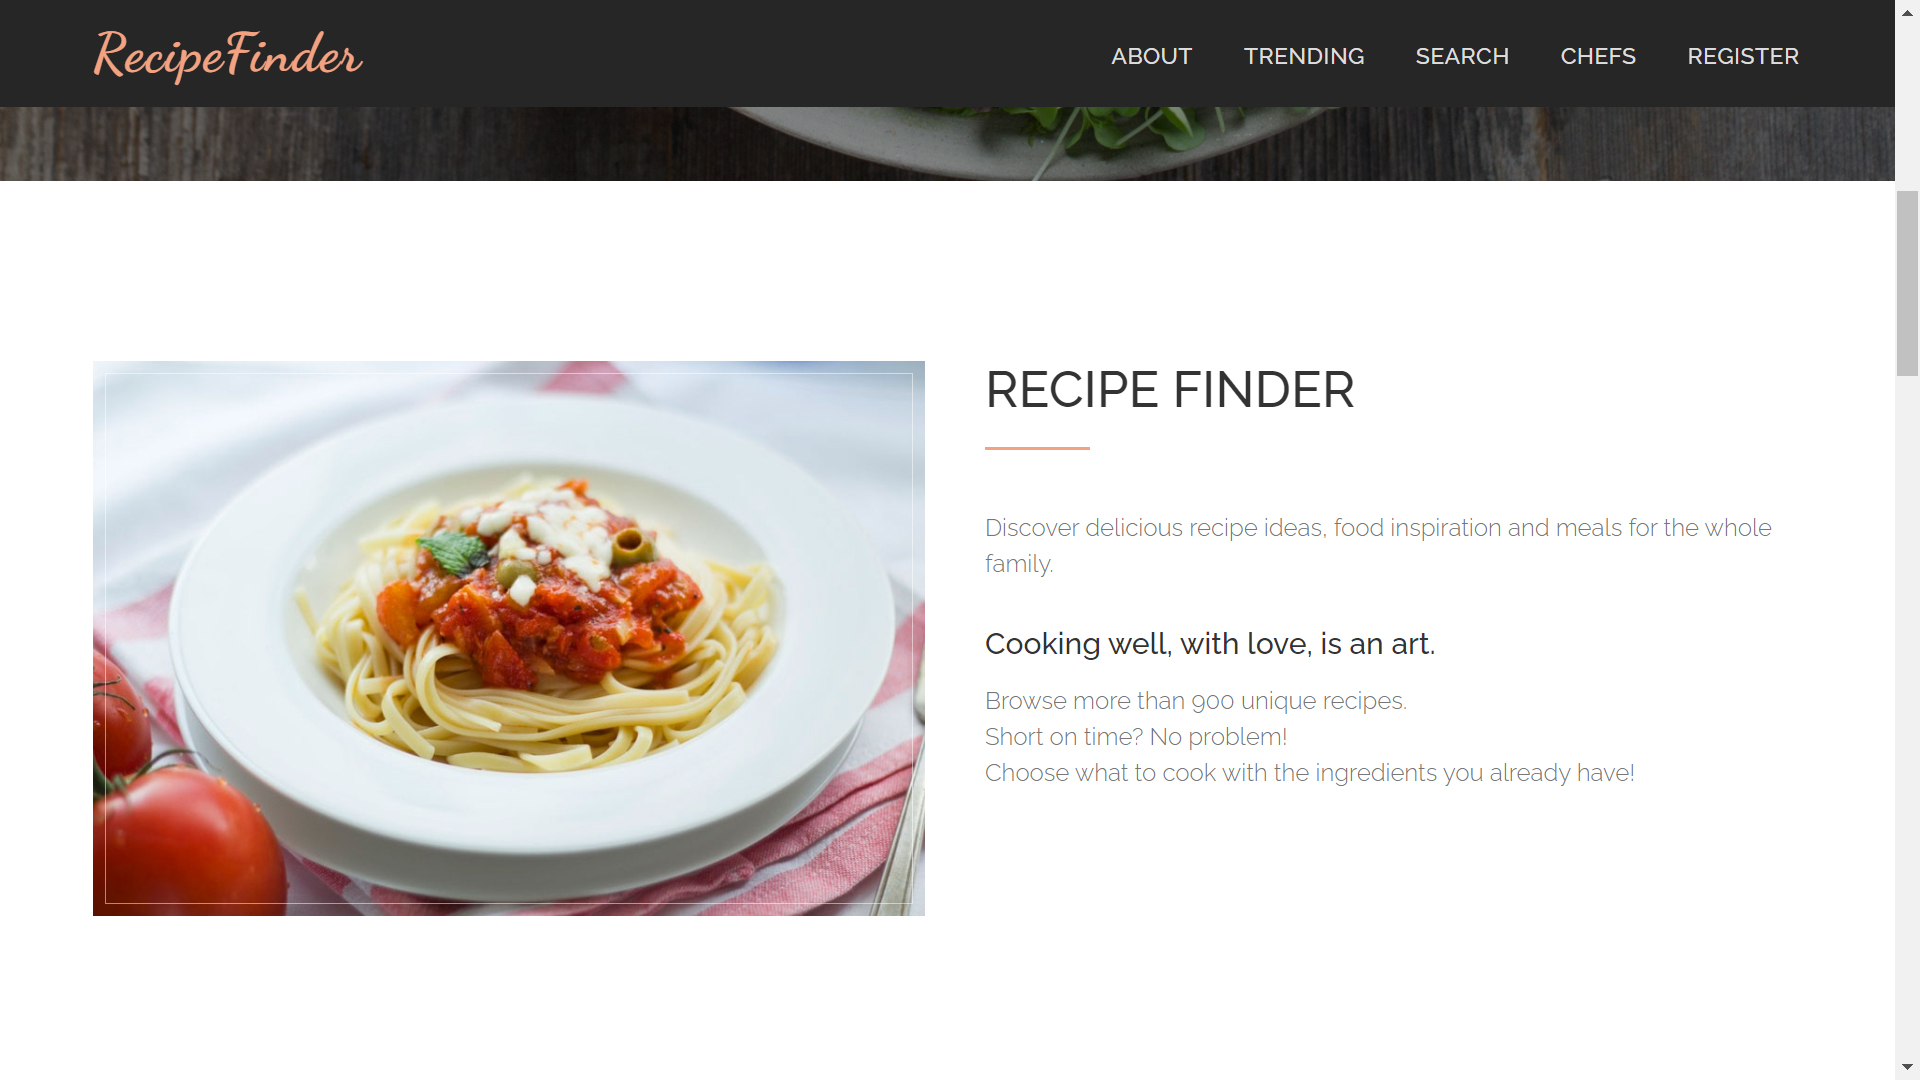 RecipeFinder
ABOUT TRENDING SEARCH CHEFS REGISTER
RECIPE FINDER
Discover delicious recipe ideas, food inspiration and meals for the whole
family.
Cooking well, with love, is an art.
Browse more than 900 unique recipes.
Short on time? No problem!
Choose what to cook with the ingredients you already have!